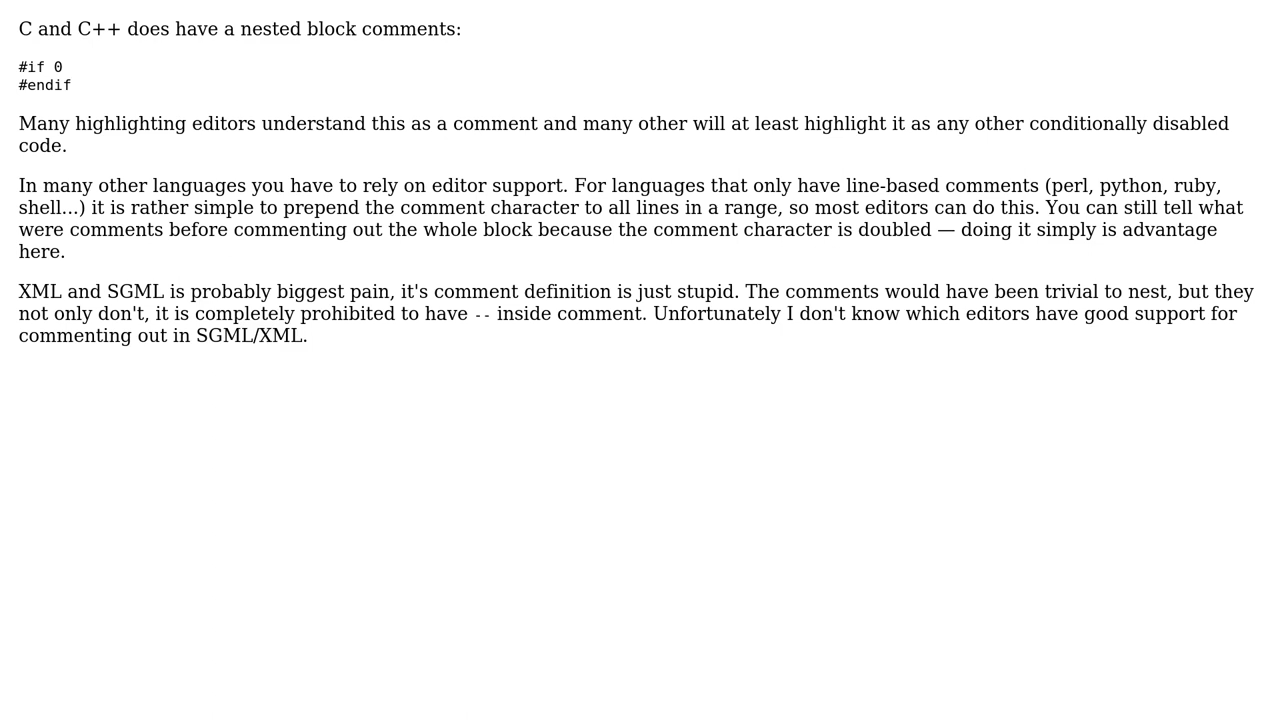 C and C++ does have a nested block comments:
#if 0
#endif
Many highlighting editors understand this as a comment and many other will at least highlight it as any other conditionally disabled
code.
In many other languages you have to rely on editor support. For languages that only have line-based comments (perl, python, ruby,
shell...) it is rather simple to prepend the comment character to all lines in a range, so most editors can do this. You can still tell what
were comments before commenting out the whole block because the comment character is doubled — doing it simply is advantage
here.
XML and SGML is probably biggest pain, it's comment definition is just stupid. The comments would have been trivial to nest, but they
not only don't, it is completely prohibited to have -- inside comment. Unfortunately I don't know which editors have good support for
commenting out in SGML/XML.